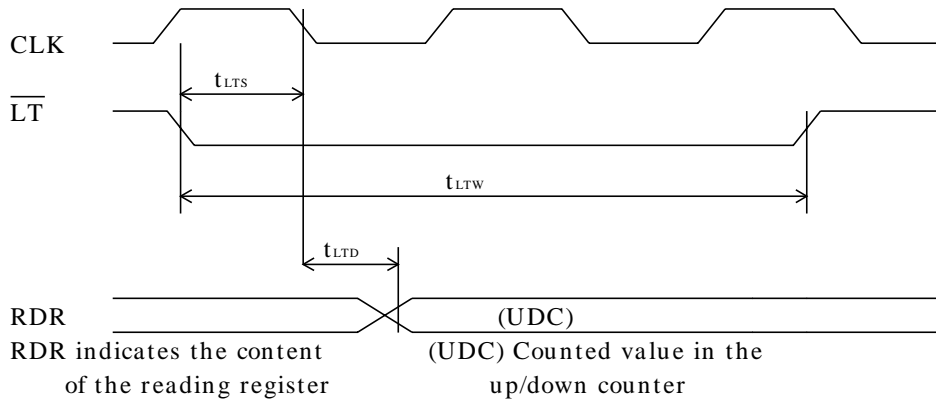 CLK
tLTS
LT
tLTW
tLTD
RDR
(UDC)
RDR indicates the content
of the reading register
(UDC) Counted value in the
up/down counter